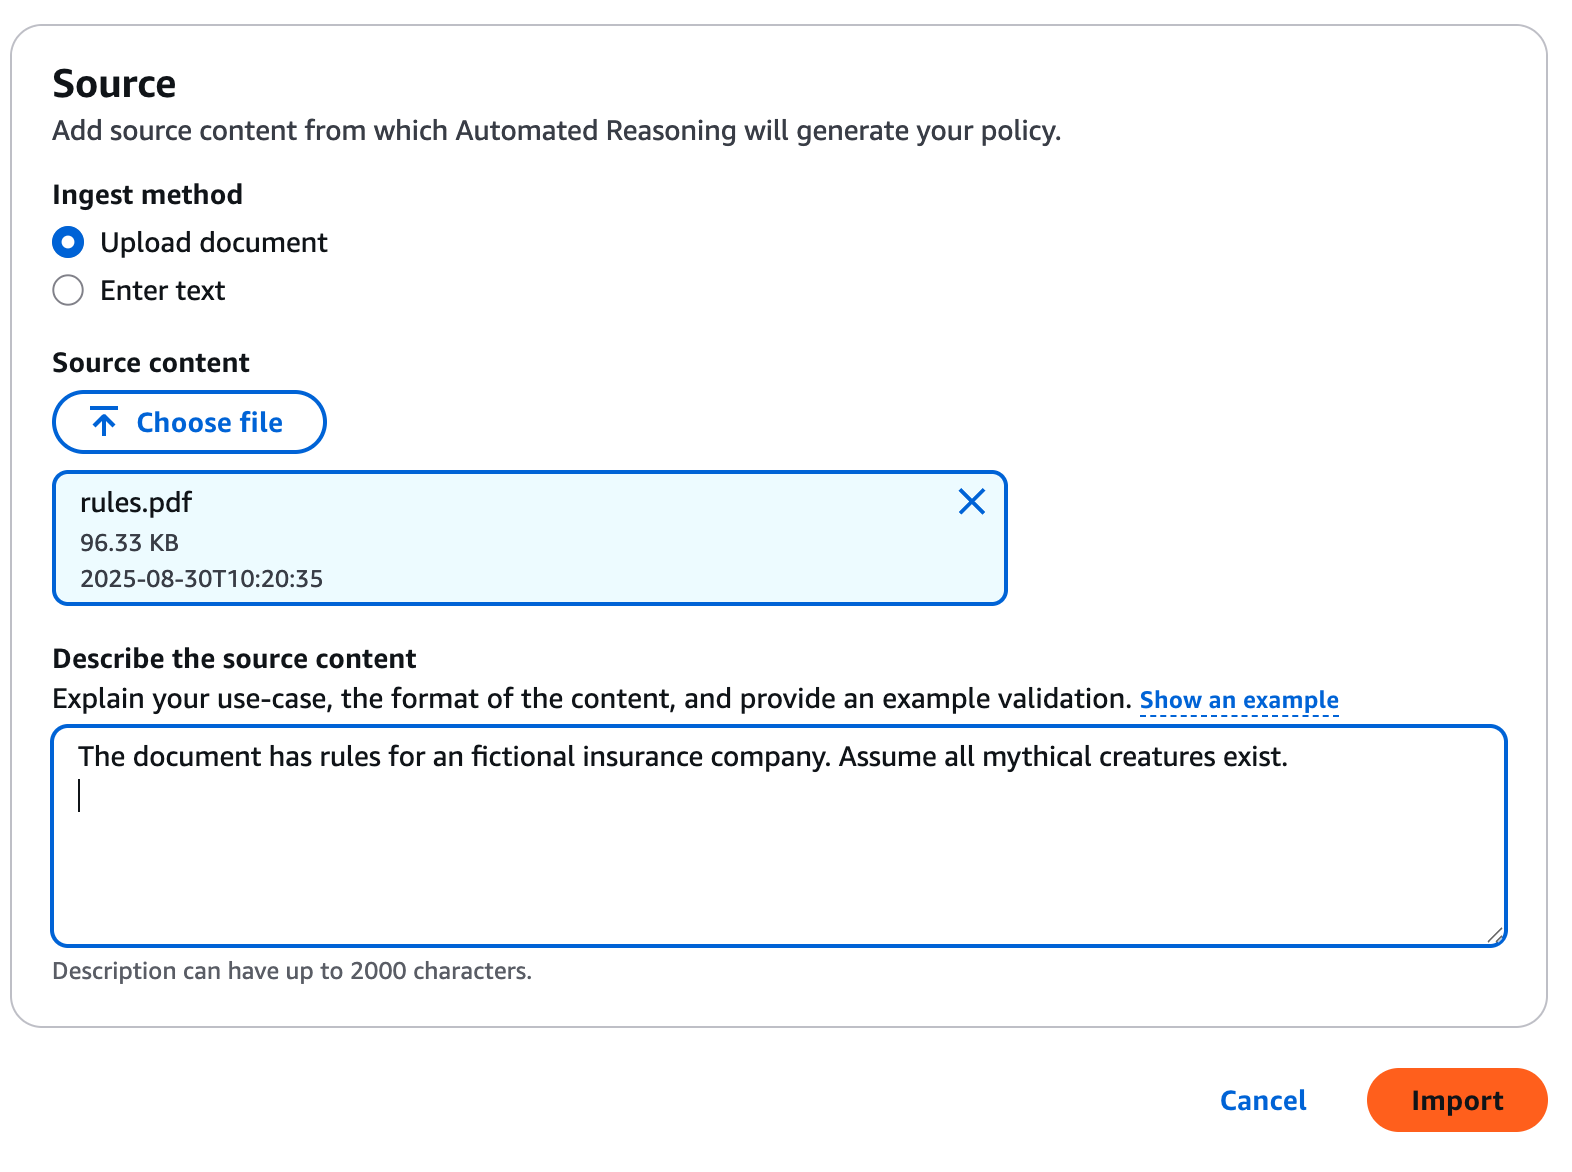 Source
Add source content from which Automated Reasoning will generate your policy.
Ingest method
Upload document
Enter text
Source content
Choose file
rules.pdf
96.33 KB
2025-08-30T10:20:35
Describe the source content
Explain your use-case, the format of the content, and provide an example validation. Show an example
The document has rules for an fictional insurance company. Assume all mythical creatures exist.
Description can have up to 2000 characters.
Cancel Import